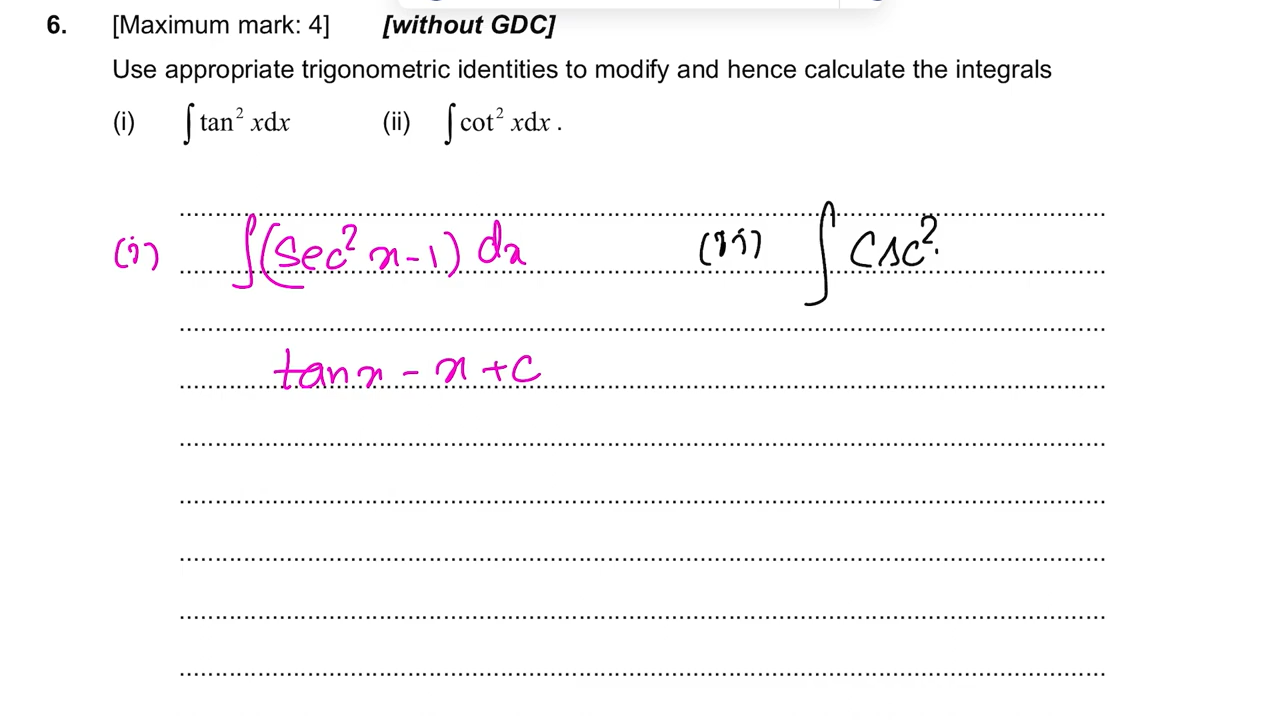 6. [Maximum mark: 4] [without GDC]
Use appropriate trigonometric identities to modify and hence calculate the integrals
(i) ∫ tan² xdx (ii) ∫ cot² xdx .
(i) ∫(sec² x-1) dx (ii) ∫ csc²
tanx - x + c